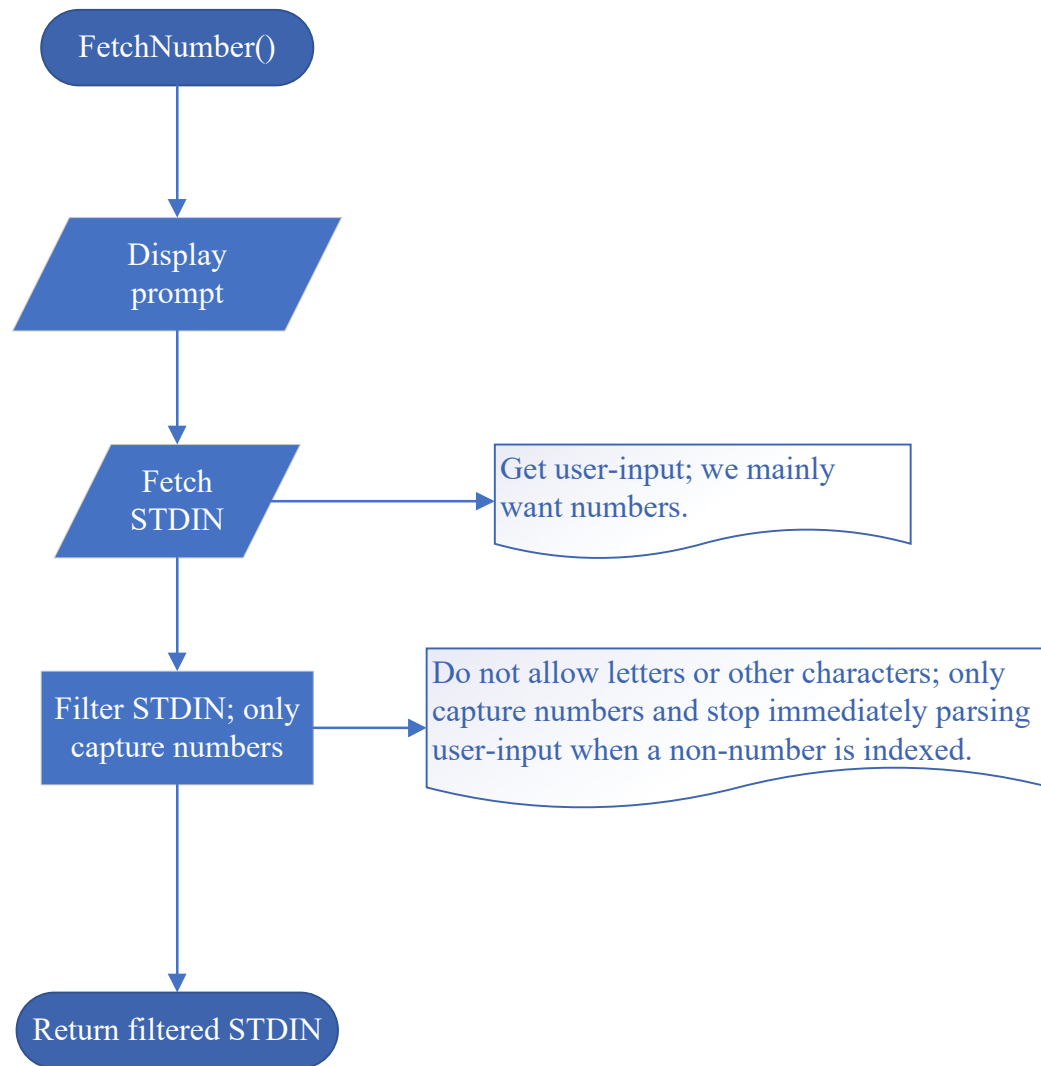 FetchNumber()
Display
prompt
Fetch
STDIN
Get user-input; we mainly
want numbers.
Filter STDIN; only
capture numbers
Do not allow letters or other characters; only
capture numbers and stop immediately parsing
user-input when a non-number is indexed.
Return filtered STDIN